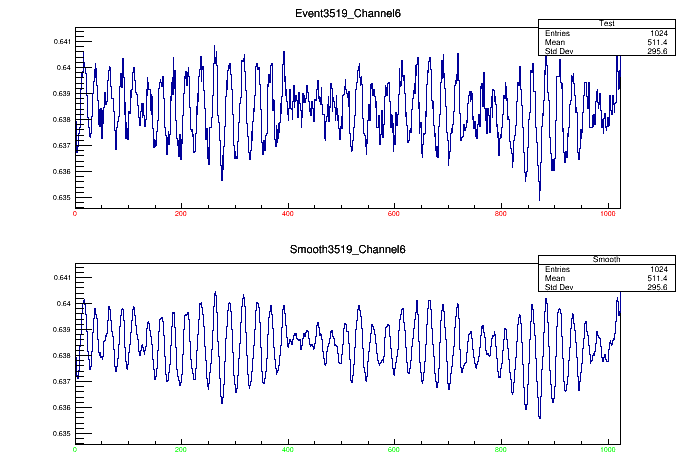 Event3519_Channel6
Test
Entries 1024
Mean 511.4
Std Dev 295.6
0.641
0.64
0.639
0.638
0.637
0.636
0.635
0 200 400 600 800 1000
Smooth3519_Channel6
Smooth
Entries 1024
Mean 511.4
Std Dev 295.6
0.641
0.64
0.639
0.638
0.637
0.636
0.635
0 200 400 600 800 1000